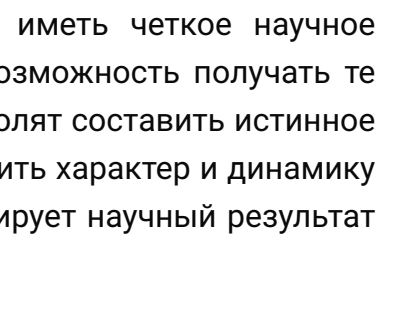 иметь четкое научное
озможность получать те
олят составить истинное
ить характер и динамику
ирует научный результат